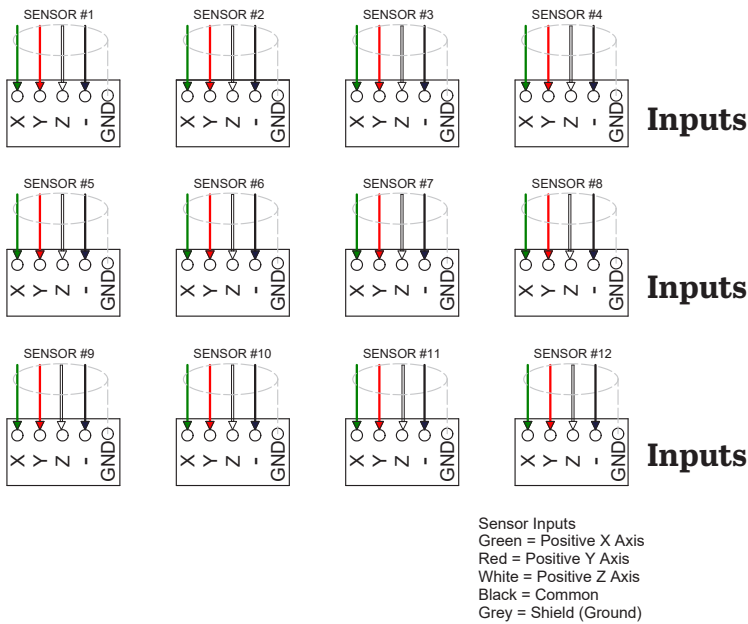 SENSOR #1 SENSOR #2 SENSOR #3 SENSOR #4
X Y Z - GND X Y Z - GND X Y Z - GND X Y Z - GND
Inputs
SENSOR #5 SENSOR #6 SENSOR #7 SENSOR #8
X Y Z - GND X Y Z - GND X Y Z - GND X Y Z - GND
Inputs
SENSOR #9 SENSOR #10 SENSOR #11 SENSOR #12
X Y Z - GND X Y Z - GND X Y Z - GND X Y Z - GND
Inputs
Sensor Inputs
Green = Positive X Axis
Red = Positive Y Axis
White = Positive Z Axis
Black = Common
Grey = Shield (Ground)